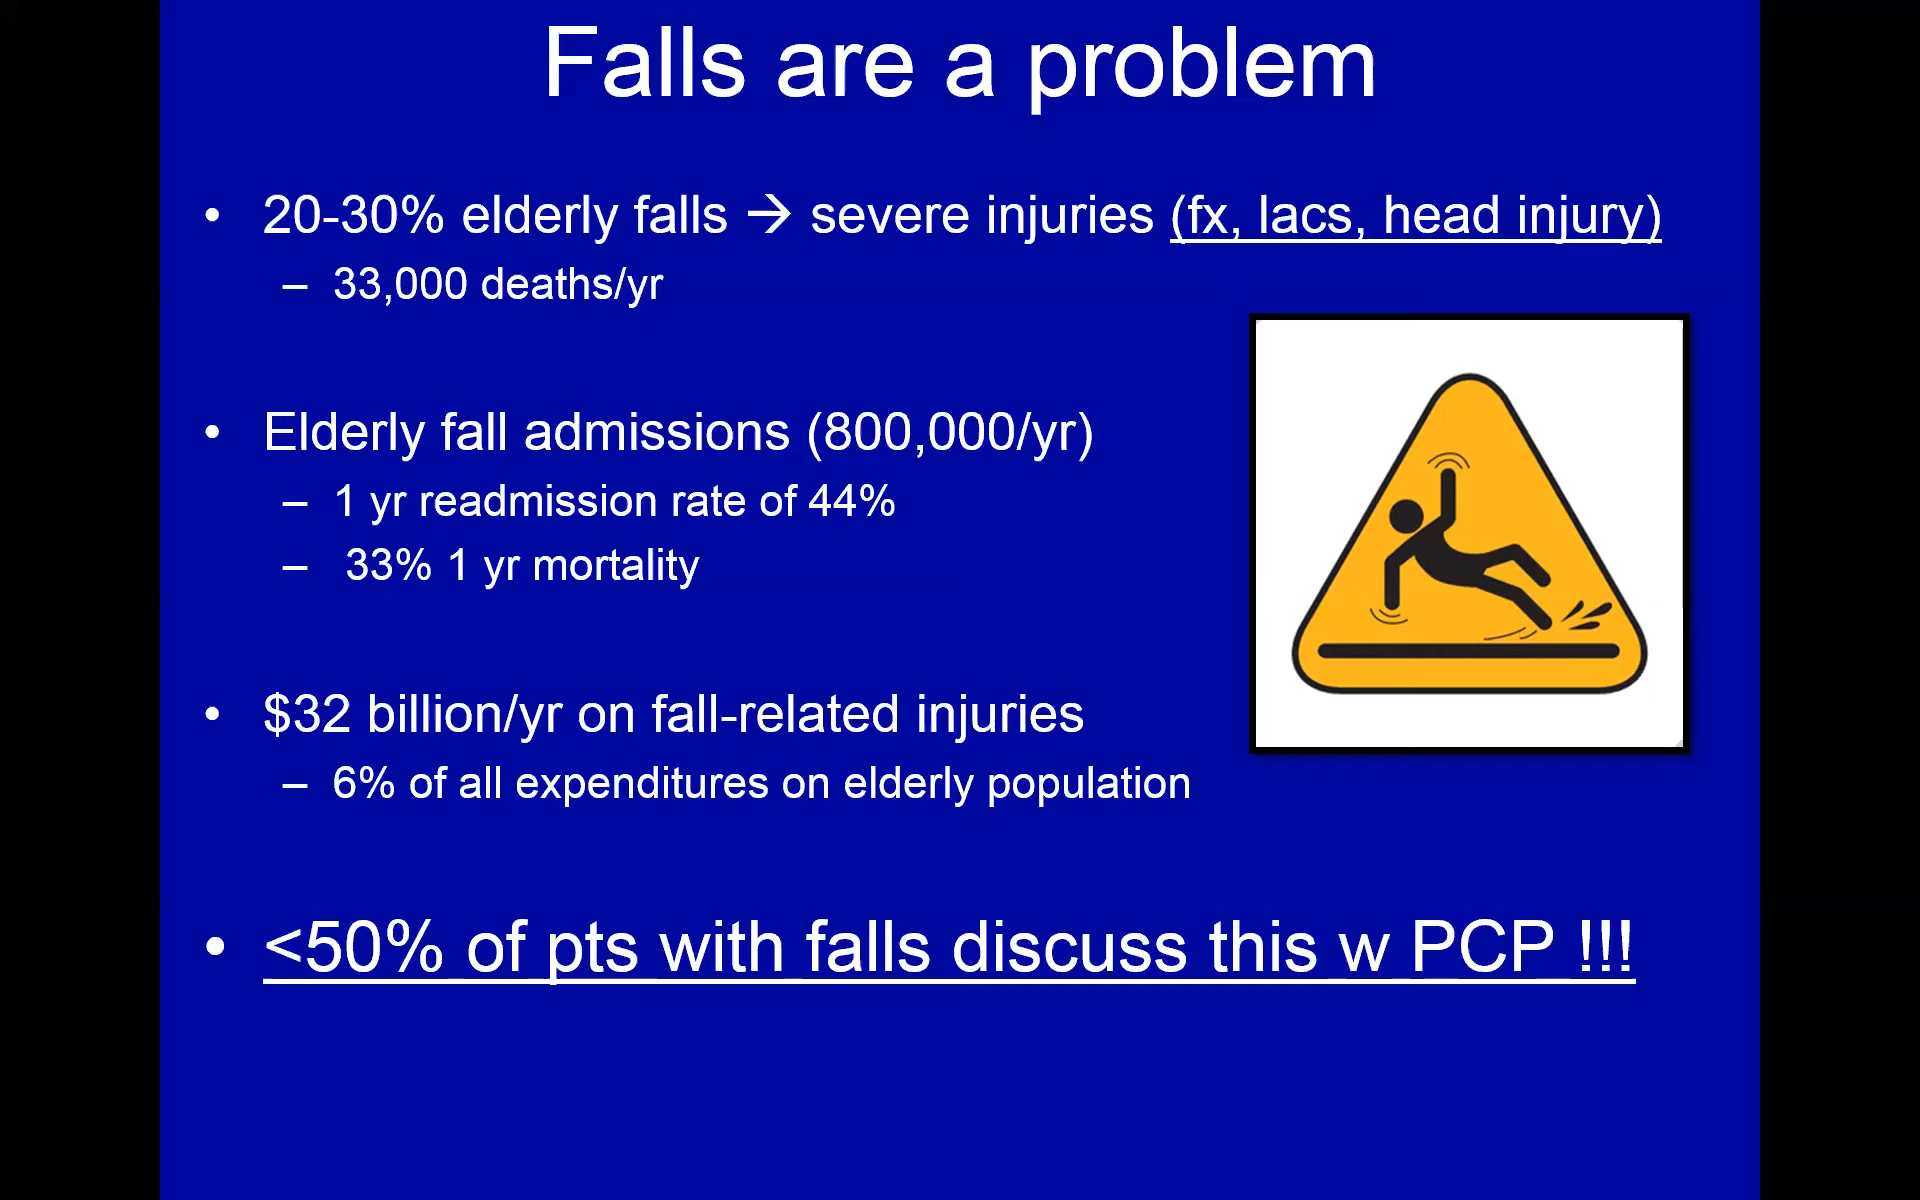 Falls are a problem
• 20-30% elderly falls → severe injuries (fx, lacs, head injury)
– 33,000 deaths/yr
• Elderly fall admissions (800,000/yr)
– 1 yr readmission rate of 44%
– 33% 1 yr mortality
• $32 billion/yr on fall-related injuries
– 6% of all expenditures on elderly population
• <50% of pts with falls discuss this w PCP !!!